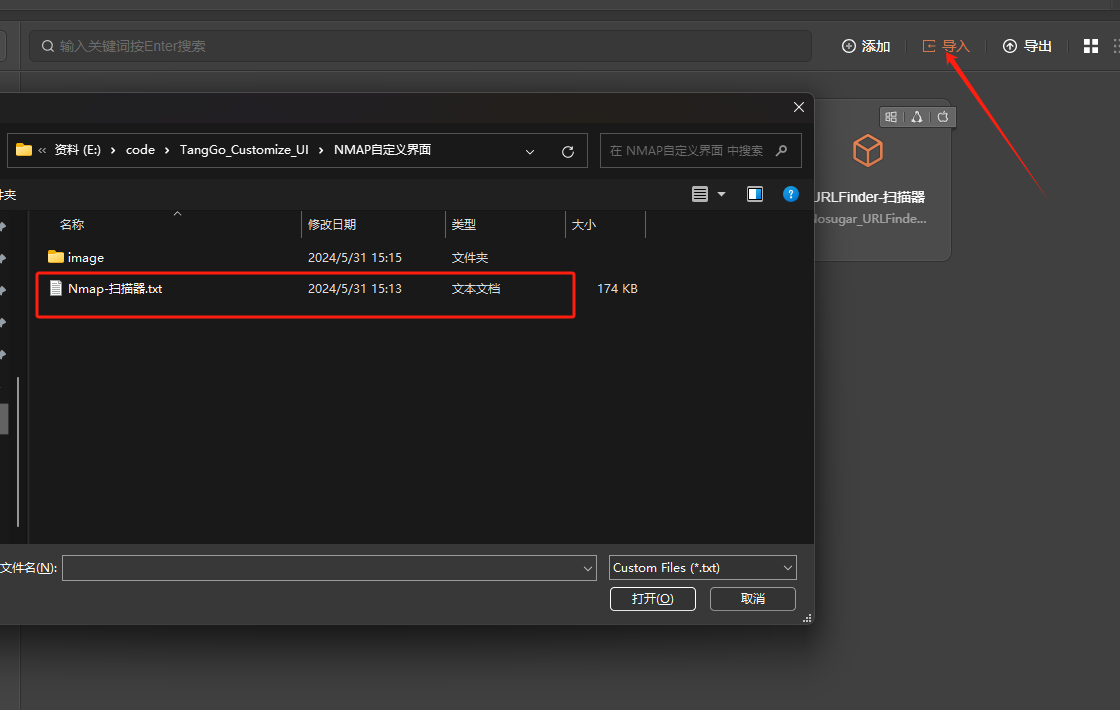 输入关键词按Enter搜索
添加
导入
导出
« 资料 (E:) › code › TangGo_Customize_UI › NMAP自定义界面
在 NMAP自定义界面 中搜索
夹
名称 修改日期 类型 大小
image 2024/5/31 15:15 文件夹
Nmap-扫描器.txt 2024/5/31 15:13 文本文档 174 KB
URLFinder-扫描器
Nosugar_URLFinde...
文件名(N):
Custom Files (*.txt)
打开(O)
取消